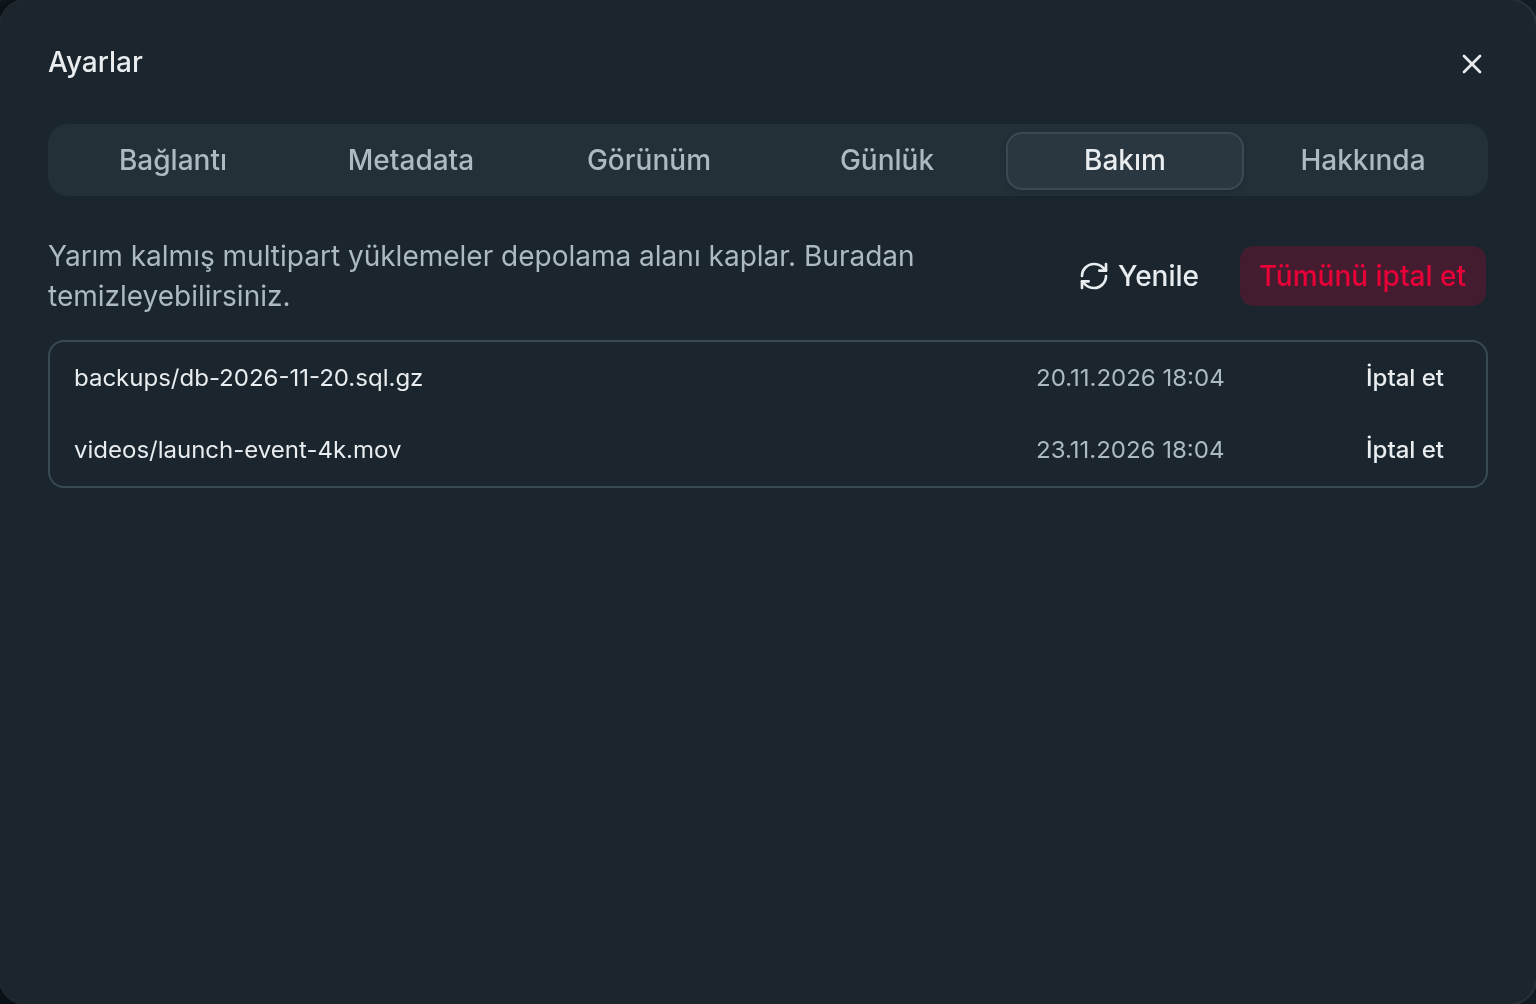 Ayarlar
Bağlantı Metadata Görünüm Günlük Bakım Hakkında
Yarım kalmış multipart yüklemeler depolama alanı kaplar. Buradan
temizleyebilirsiniz.
Yenile Tümünü iptal et
backups/db-2026-11-20.sql.gz 20.11.2026 18:04 İptal et
videos/launch-event-4k.mov 23.11.2026 18:04 İptal et